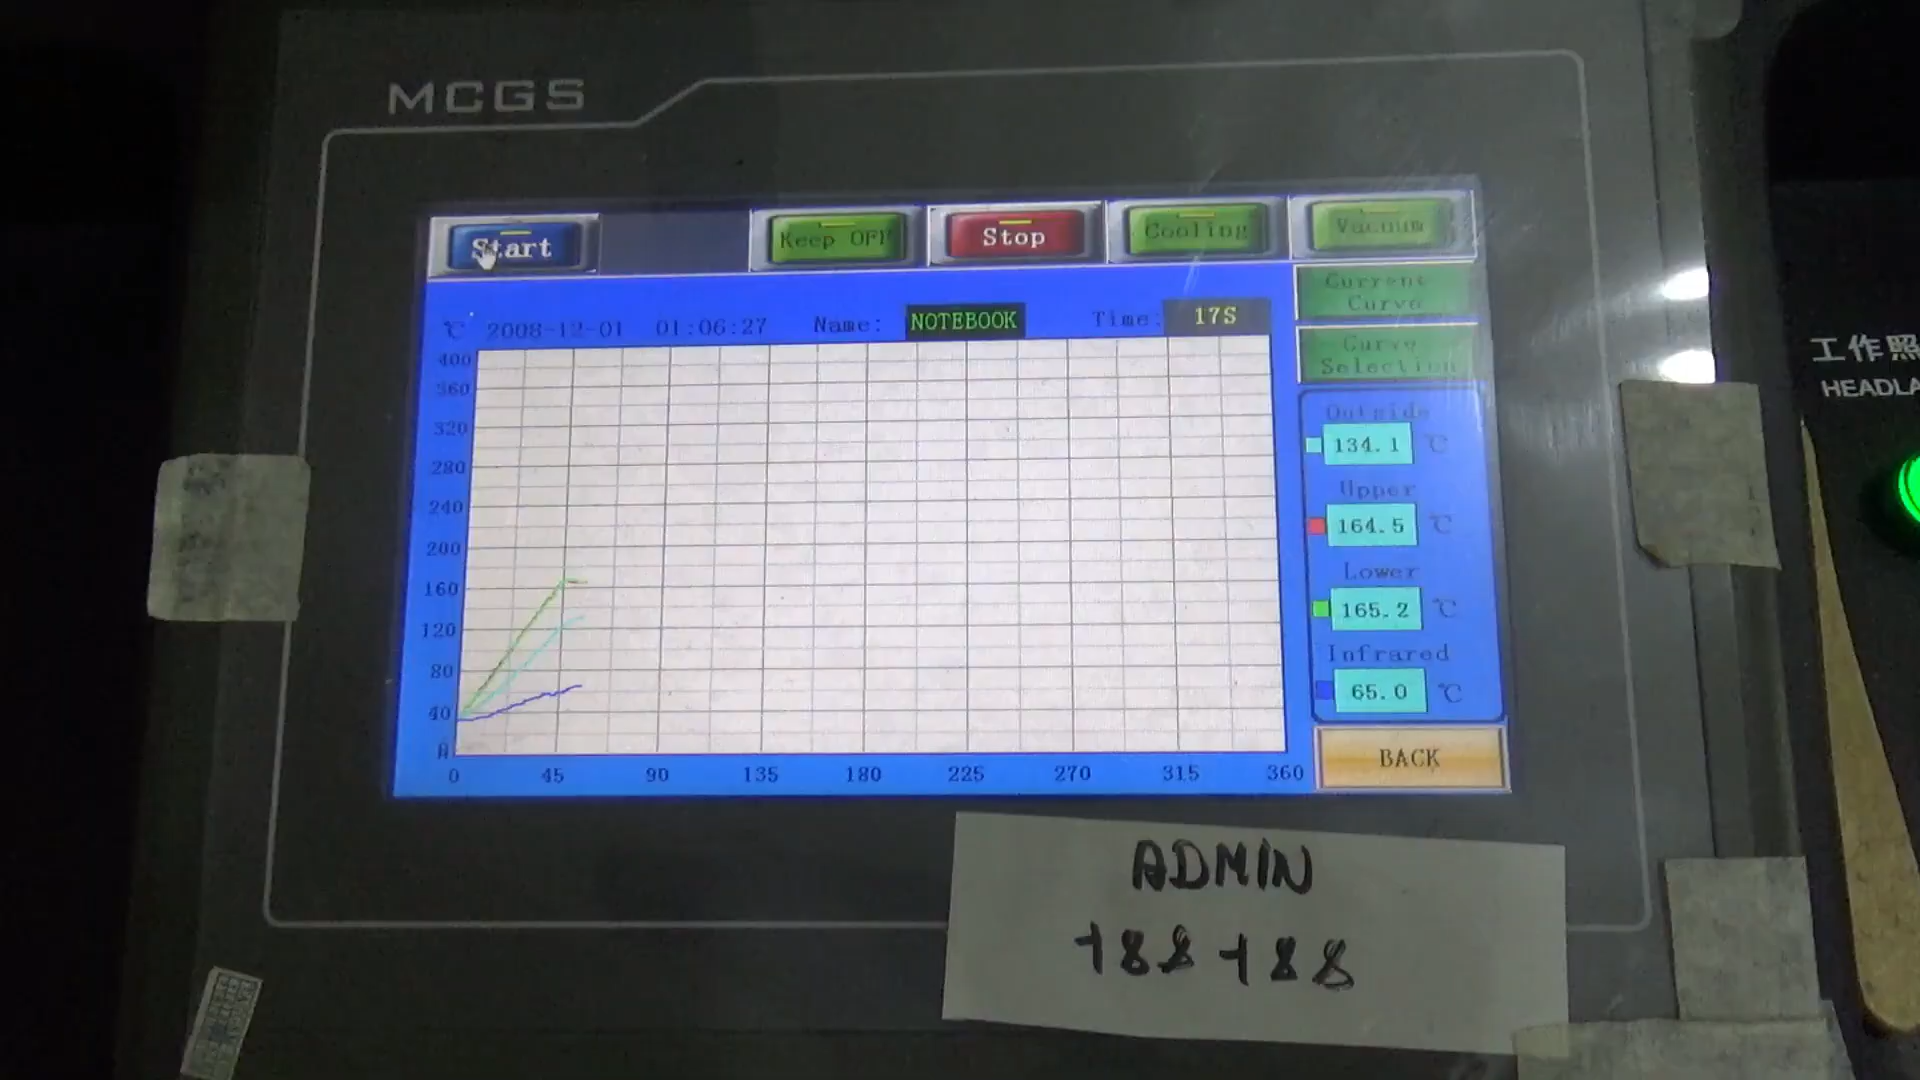 MCGS
Start
Keep OFF
Stop
Cooling
Vacuum
Current
Curve
Curve
Selection
℃ 2008-12-01 01:06:27 Name: NOTEBOOK Time: 17S
400
360
320
280
240
200
160
120
80
40
0 45 90 135 180 225 270 315 360
Outside
134.1 ℃
Upper
164.5 ℃
Lower
165.2 ℃
Infrared
65.0 ℃
BACK
工作照
HEADLA
ADMIN
188188